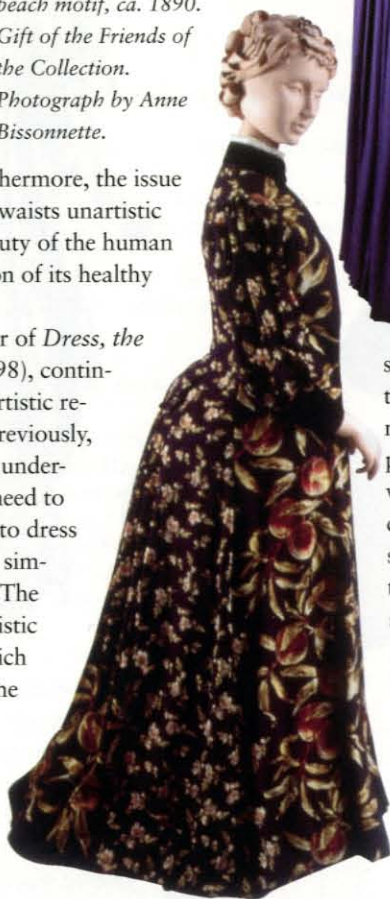 peach motif, ca. 1890.
Gift of the Friends of
the Collection.
Photograph by Anne
Bissonnette.
hermore, the issue
waists unartistic
uty of the human
on of its healthy
r of Dress, the
98), contin-
rtistic re-
reviously,
under-
need to
to dress
sim-
The
istic
ich
ne